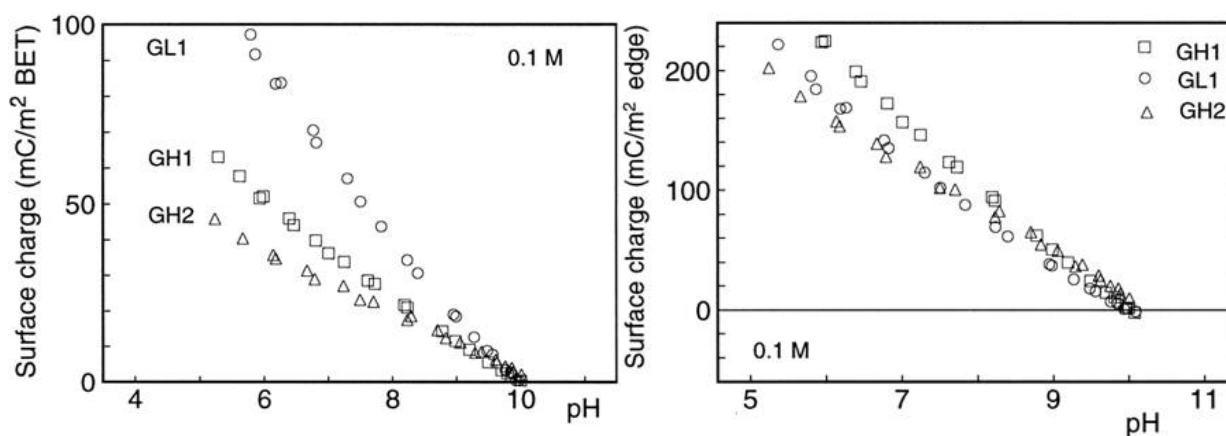 Surface charge (mC/m² BET)
100
50
0
GL1
GH1
GH2
0.1 M
4
6
8
10
pH
Surface charge (mC/m² edge)
200
100
0
GH1
GL1
GH2
0.1 M
5
7
9
11
pH